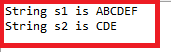 String s1 is ABCDEF
String s2 is CDE